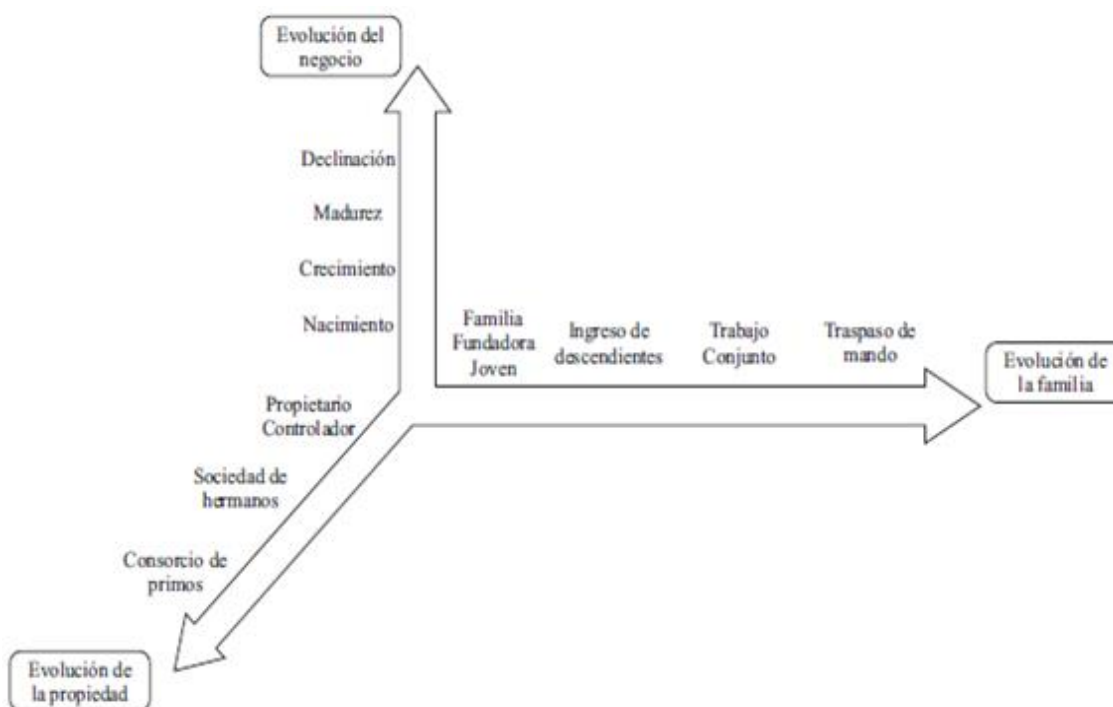 Evolución del
negocio
Declinación
Madurez
Crecimiento
Nacimiento
Familia
Fundadora
Joven
Ingreso de
descendientes
Trabajo
Conjunto
Traspaso de
mando
Evolución de
la familia
Propietario
Controlador
Sociedad de
hermanos
Consorcio de
primos
Evolución de
la propiedad